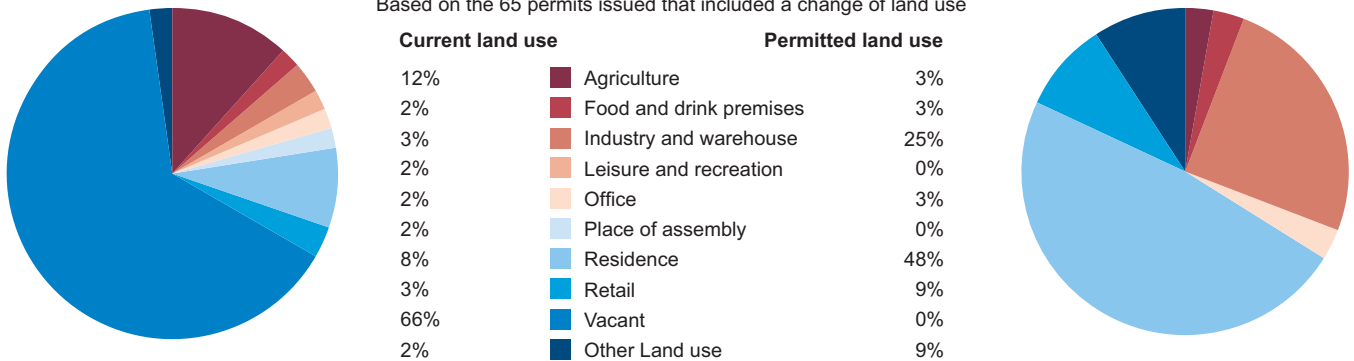 Based on the 65 permits issued that included a change of land use
Current land use Permitted land use
12% Agriculture 3%
2% Food and drink premises 3%
3% Industry and warehouse 25%
2% Leisure and recreation 0%
2% Office 3%
2% Place of assembly 0%
8% Residence 48%
3% Retail 9%
66% Vacant 0%
2% Other Land use 9%